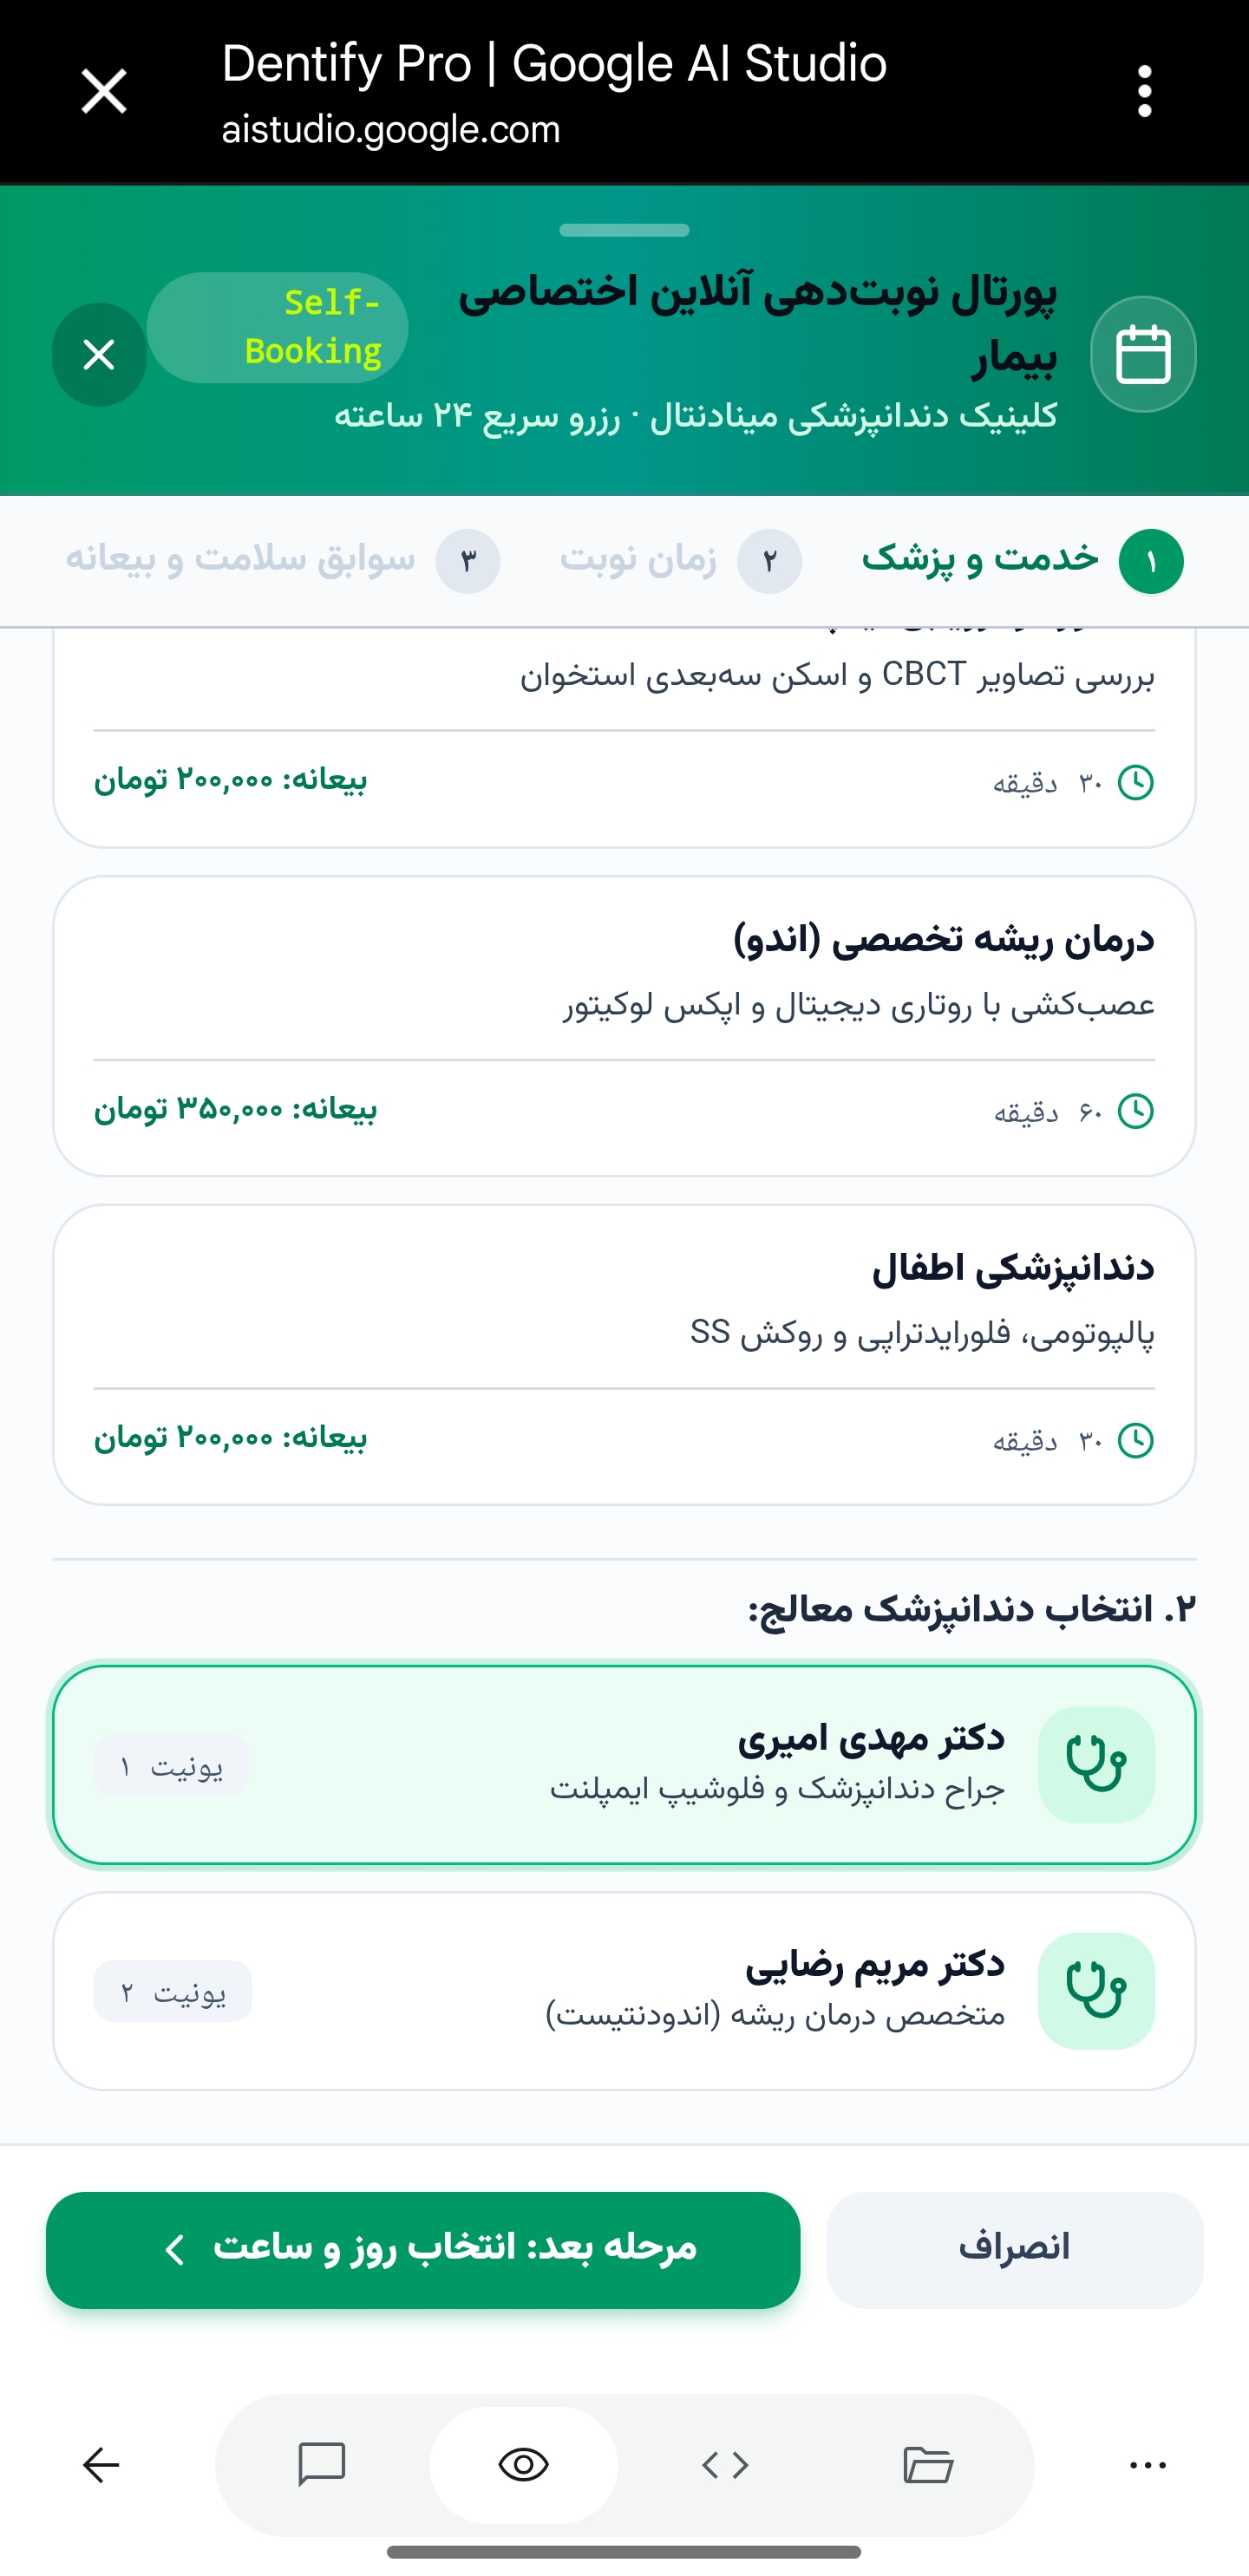 Dentify Pro | Google AI Studio
aistudio.google.com
پورتال نوبت‌دهی آنلاین اختصاصی
بیمار
Self-
Booking
کلینیک دندانپزشکی مینادنتال · رزرو سریع ۲۴ ساعته
۱ خدمت و پزشک
۲ زمان نوبت
۳ سوابق سلامت و بیعانه
بررسی تصاویر CBCT و اسکن سه‌بعدی استخوان
۳۰ دقیقه
بیعانه: ۲۰۰,۰۰۰ تومان
درمان ریشه تخصصی (اندو)
عصب‌کشی با روتاری دیجیتال و اپکس لوکیتور
۶۰ دقیقه
بیعانه: ۳۵۰,۰۰۰ تومان
دندانپزشکی اطفال
پالپوتومی، فلورایدتراپی و روکش SS
۳۰ دقیقه
بیعانه: ۲۰۰,۰۰۰ تومان
۲. انتخاب دندانپزشک معالج:
دکتر مهدی امیری
جراح دندانپزشک و فلوشیپ ایمپلنت
یونیت ۱
دکتر مریم رضایی
متخصص درمان ریشه (اندودنتیست)
یونیت ۲
انصراف
مرحله بعد: انتخاب روز و ساعت